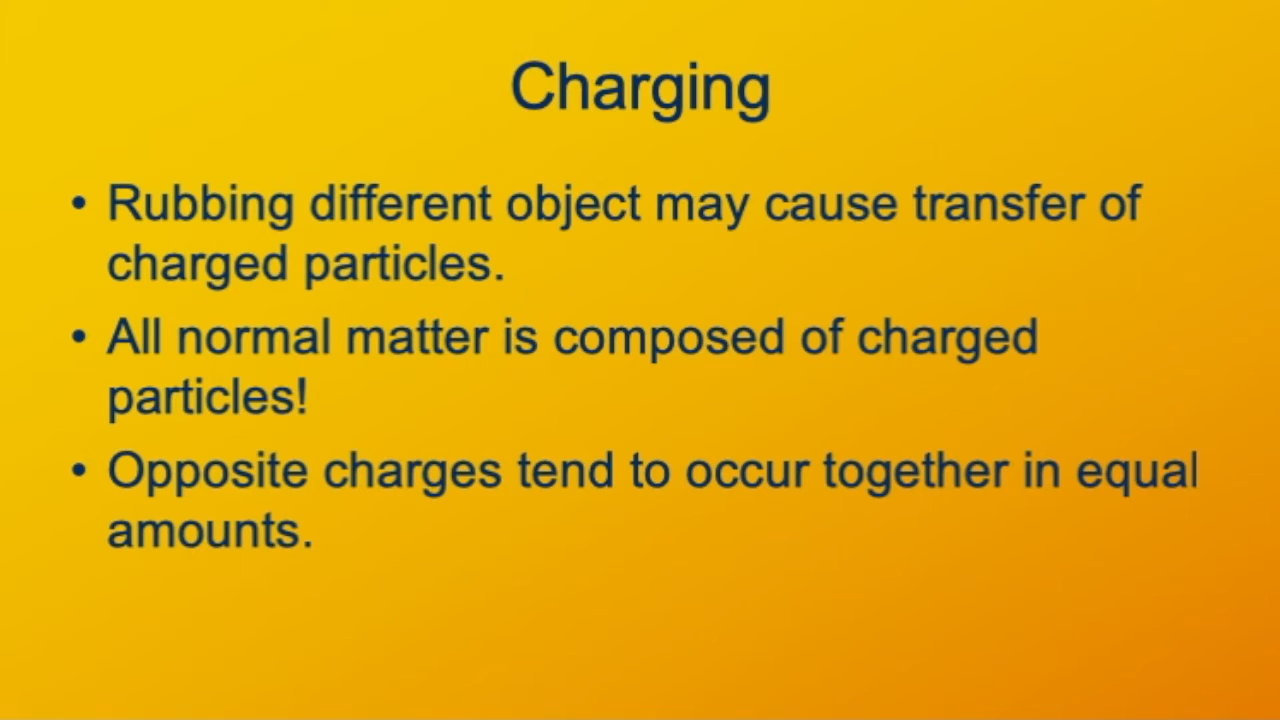 Charging
• Rubbing different object may cause transfer of
charged particles.
• All normal matter is composed of charged
particles!
• Opposite charges tend to occur together in equal
amounts.